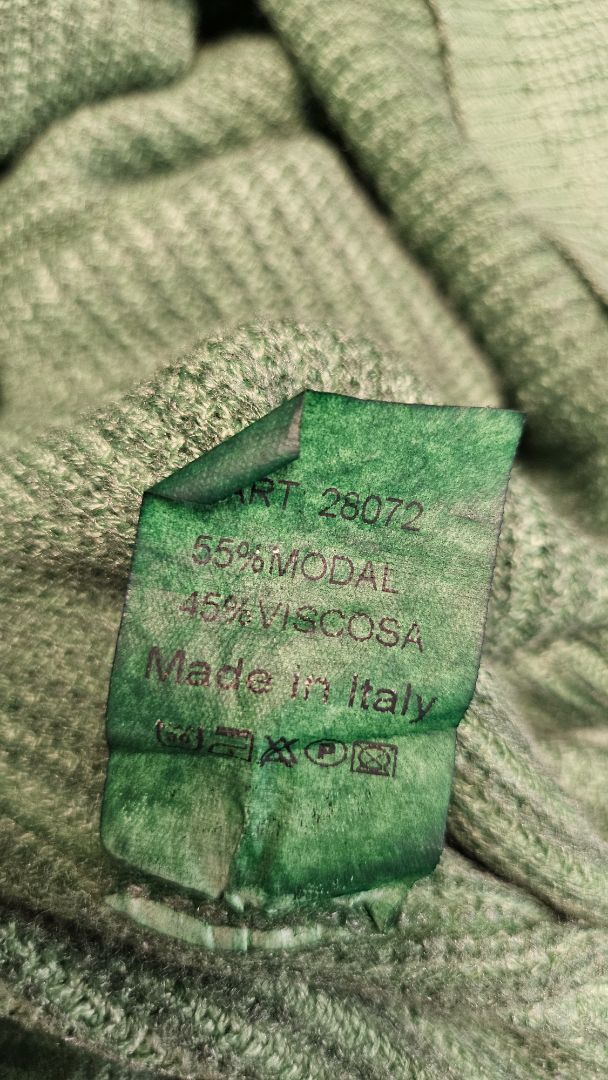 ART 28072
55%MODAL
45%VISCOSA
Made in Italy
P